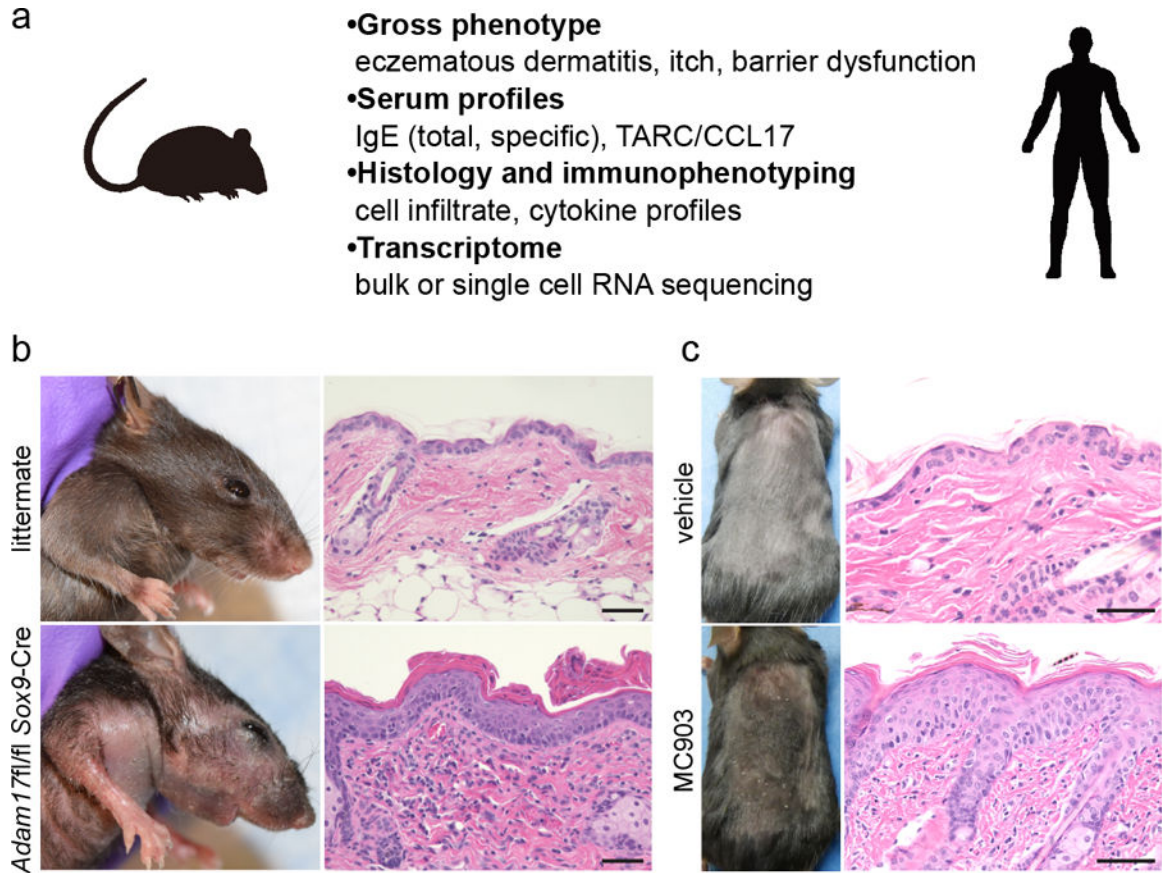 a
•Gross phenotype
eczematous dermatitis, itch, barrier dysfunction
•Serum profiles
IgE (total, specific), TARC/CCL17
•Histology and immunophenotyping
cell infiltrate, cytokine profiles
•Transcriptome
bulk or single cell RNA sequencing
b
littermate
Adam17fl/fl Sox9-Cre
c
vehicle
MC903